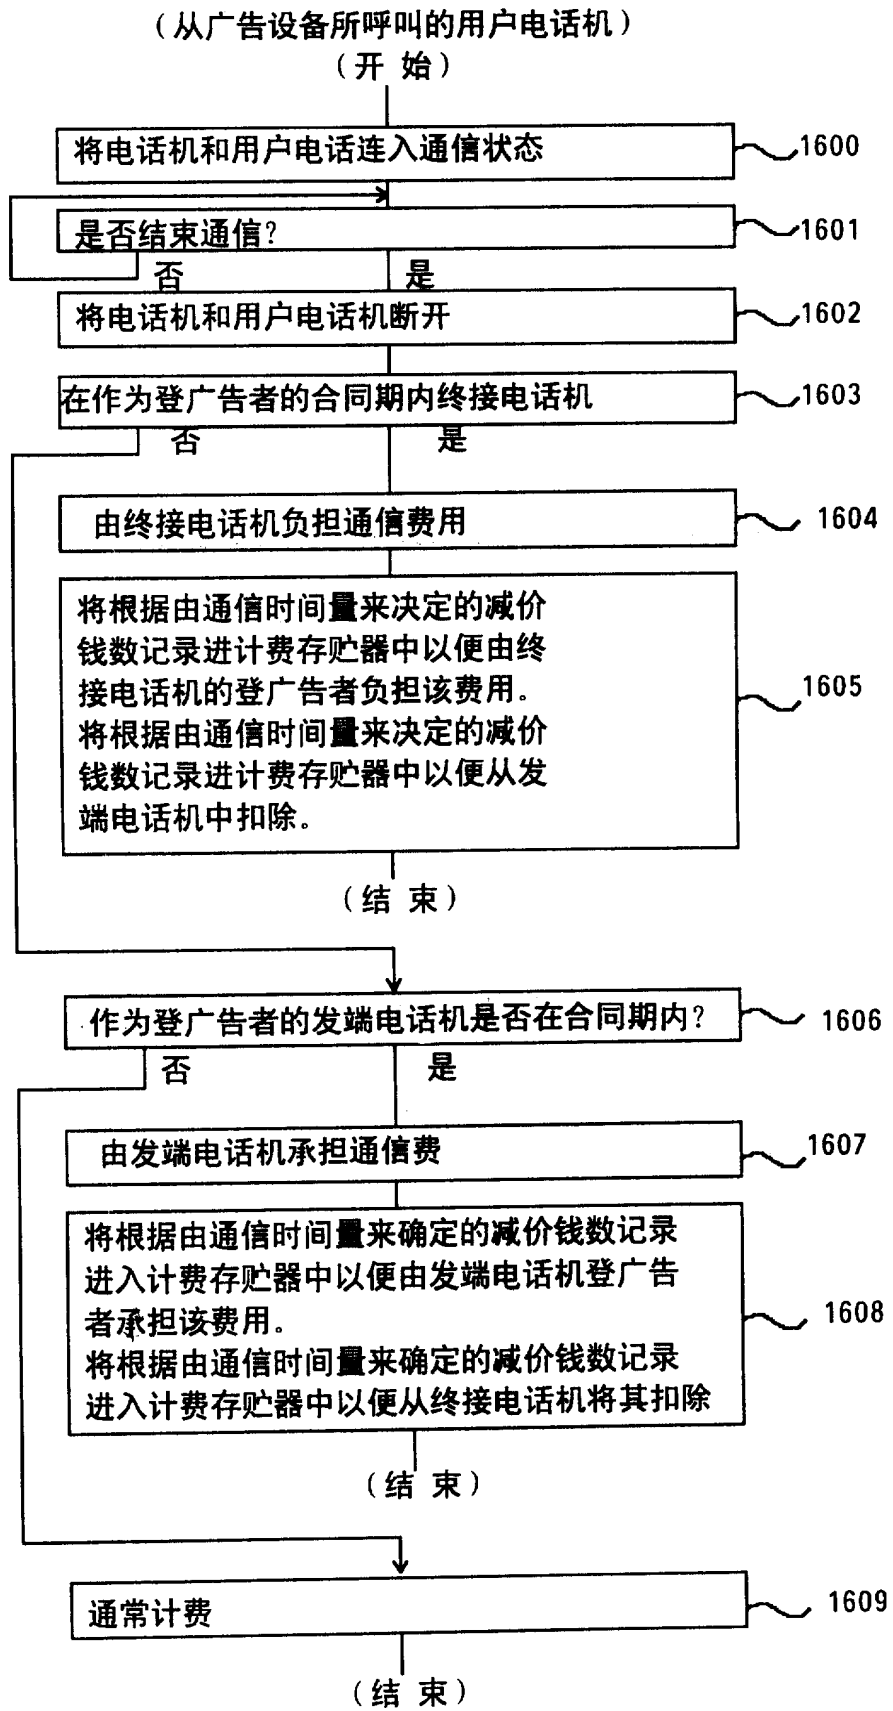 (从广告设备所呼叫的用户电话机)
(开 始)
将电话机和用户电话连入通信状态
1600
是否结束通信?
1601
否
是
将电话机和用户电话机断开
1602
在作为登广告者的合同期内终接电话机
1603
否
是
由终接电话机负担通信费用
1604
将根据由通信时间量来决定的减价
钱数记录进计费存贮器中以便由终
接电话机的登广告者负担该费用。
将根据由通信时间量来决定的减价
钱数记录进计费存贮器中以便从发
端电话机中扣除。
1605
(结 束)
作为登广告者的发端电话机是否在合同期内?
1606
否
是
由发端电话机承担通信费
1607
将根据由通信时间量来确定的减价钱数记录
进入计费存贮器中以便由发端电话机登广告
者承担该费用。
将根据由通信时间量来确定的减价钱数记录
进入计费存贮器中以便从终接电话机将其扣除
1608
(结 束)
通常计费
1609
(结 束)